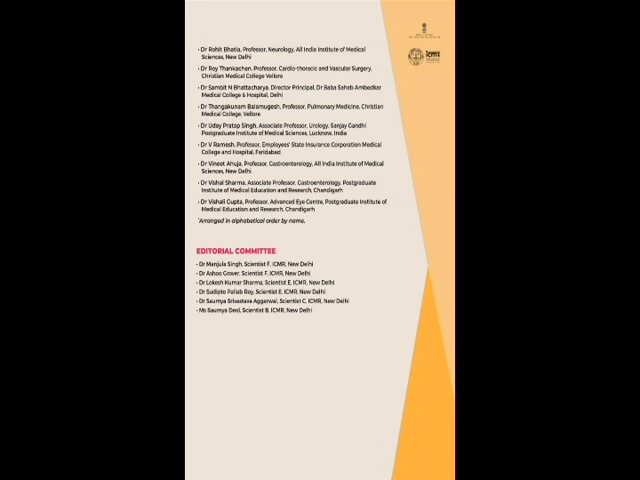 • Dr Rohit Bhatia, Professor, Neurology, All India Institute of Medical
Sciences, New Delhi
• Dr Roy Thankachen, Professor, Cardio-thoracic and Vascular Surgery,
Christian Medical College Vellore
• Dr Sambit N Bhattacharya, Director Principal, Dr Baba Saheb Ambedkar
Medical College & Hospital, Delhi
• Dr Thangakunam Balamugesh, Professor, Pulmonary Medicine, Christian
Medical College, Vellore
• Dr Uday Pratap Singh, Associate Professor, Urology, Sanjay Gandhi
Postgraduate Institute of Medical Sciences, Lucknow, India
• Dr V Ramesh, Professor, Employees' State Insurance Corporation Medical
College and Hospital, Faridabad
• Dr Vineet Ahuja, Professor, Gastroenterology, All India Institute of Medical
Sciences, New Delhi
• Dr Vishal Sharma, Associate Professor, Gastroenterology, Postgraduate
Institute of Medical Education and Research, Chandigarh
• Dr Vishali Gupta, Professor, Advanced Eye Centre, Postgraduate Institute of
Medical Education and Research, Chandigarh
*Arranged in alphabetical order by name.
EDITORIAL COMMITTEE
• Dr Manjula Singh, Scientist F, ICMR, New Delhi
• Dr Ashoo Grover, Scientist F, ICMR, New Delhi
• Dr Lokesh Kumar Sharma, Scientist E, ICMR, New Delhi
• Dr Sudipto Pallab Roy, Scientist E, ICMR, New Delhi
• Dr Saumya Srivastava Aggarwal, Scientist C, ICMR, New Delhi
• Ms Saumya Deol, Scientist B, ICMR, New Delhi
icmr